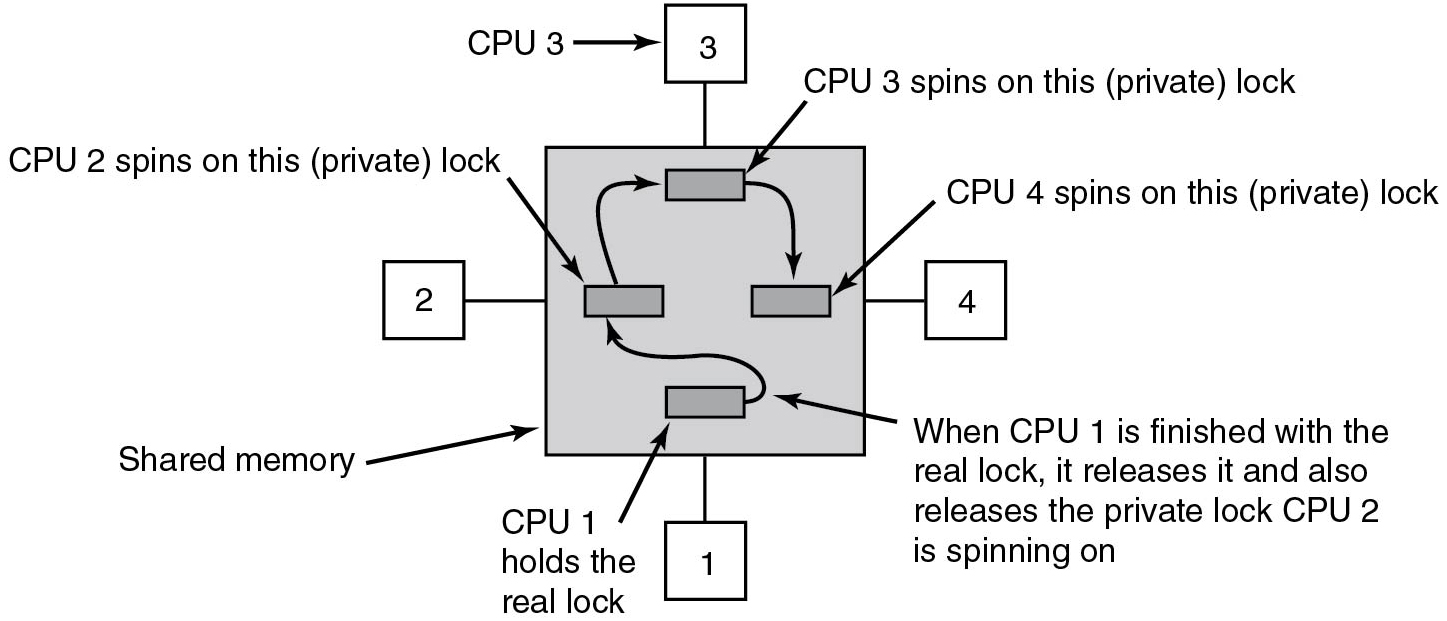 CPU 3
3
CPU 3 spins on this (private) lock
CPU 2 spins on this (private) lock
CPU 4 spins on this (private) lock
2
4
Shared memory
When CPU 1 is finished with the
real lock, it releases it and also
releases the private lock CPU 2
is spinning on
CPU 1
holds the
real lock
1